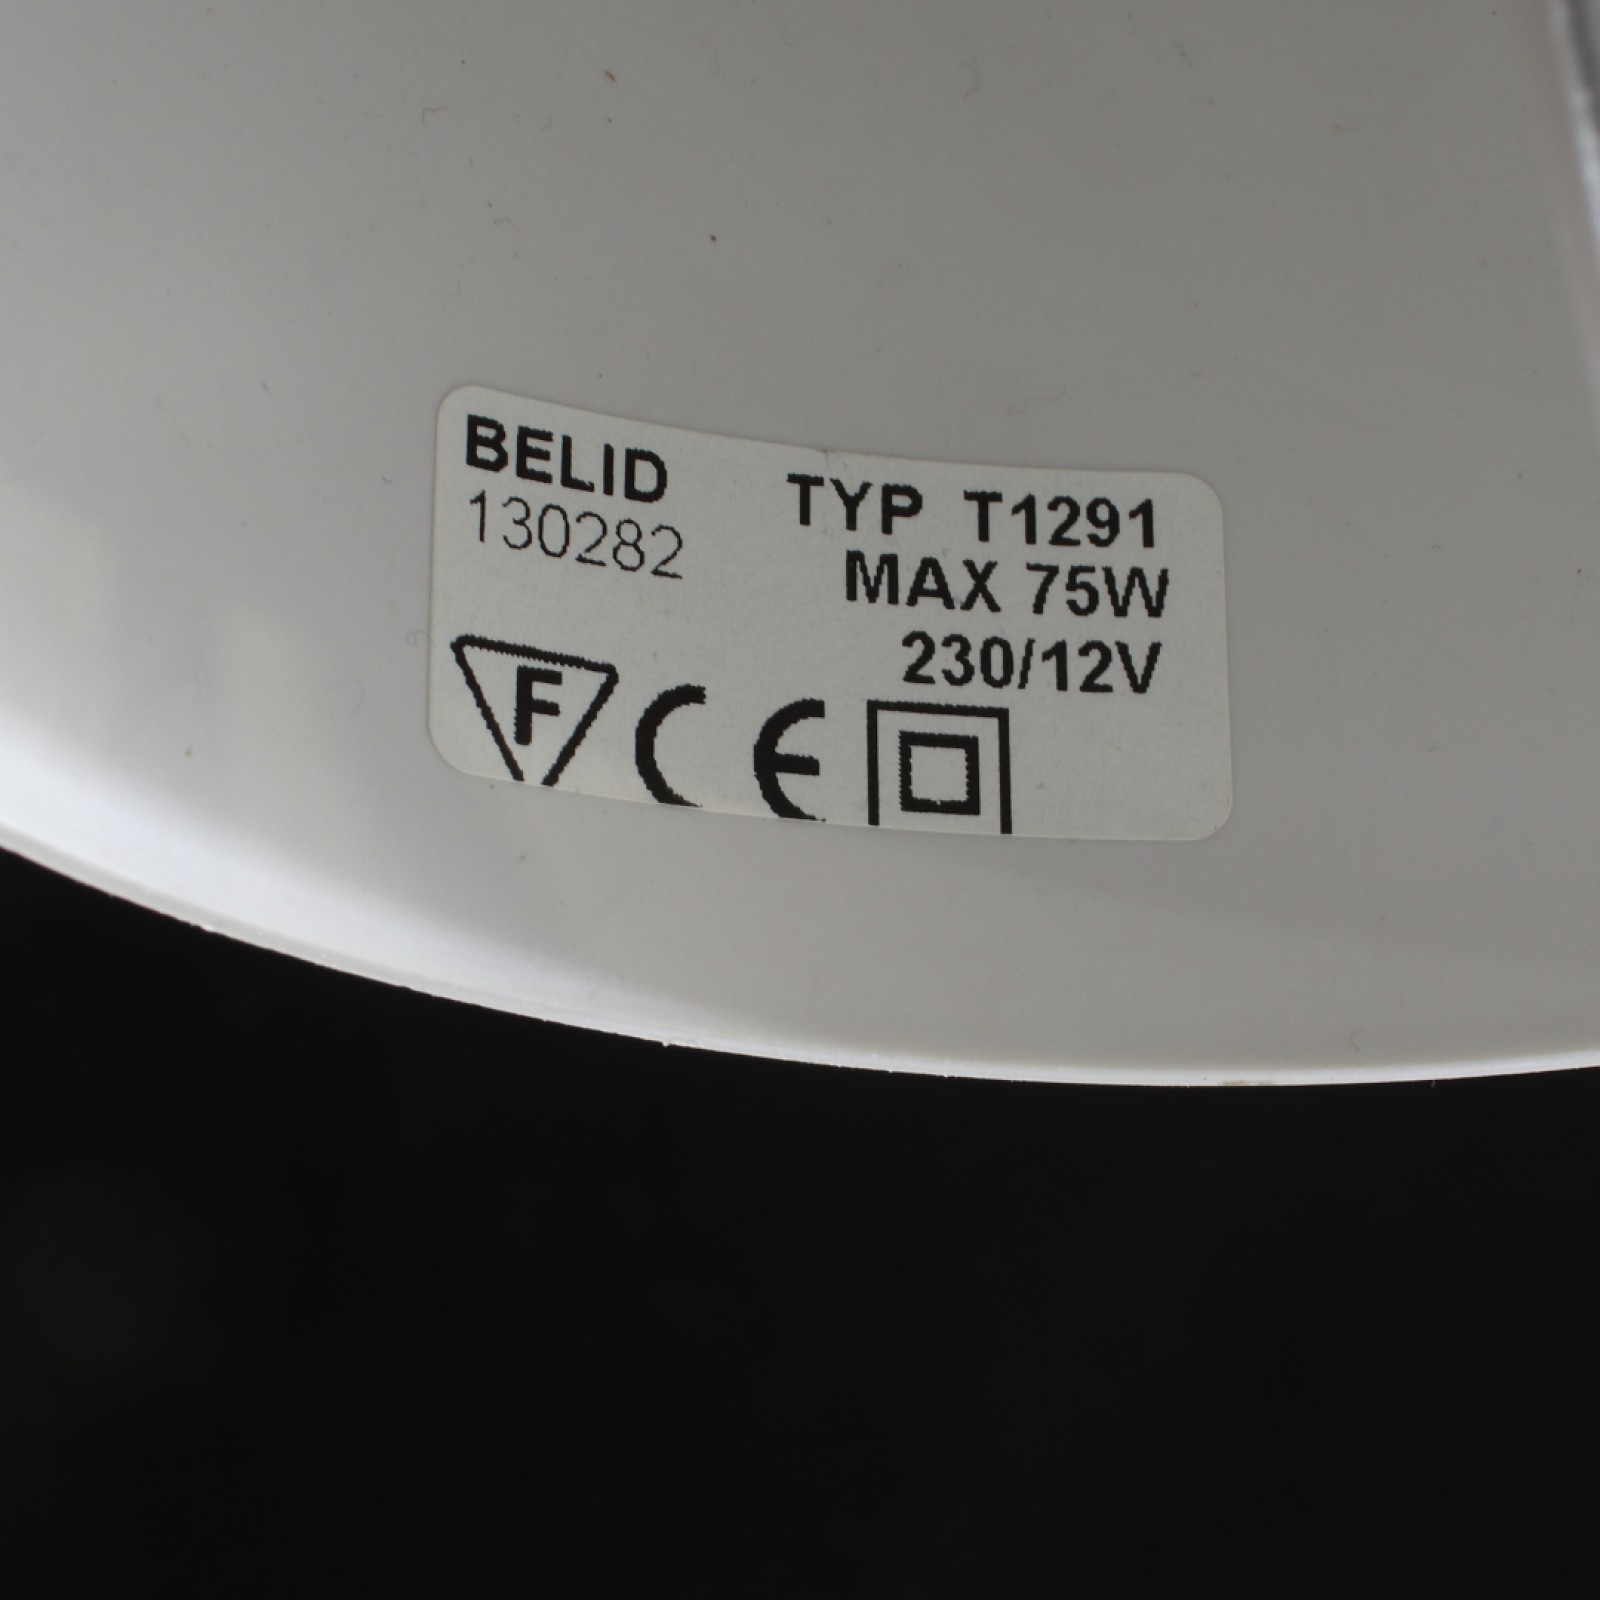 BELID
130282
TYP T1291
MAX 75W
230/12V
F
CE